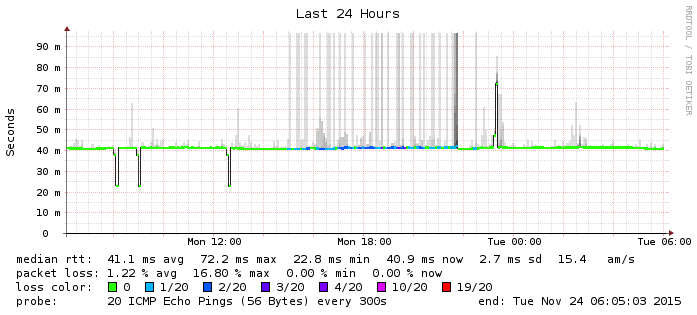 Last 24 Hours
RRDTOOL / TOBI OETIKER
Seconds
90 m
80 m
70 m
60 m
50 m
40 m
30 m
20 m
10 m
0
Mon 12:00 Mon 18:00 Tue 00:00 Tue 06:00
median rtt: 41.1 ms avg 72.2 ms max 22.8 ms min 40.9 ms now 2.7 ms sd 15.4 am/s
packet loss: 1.22 % avg 16.80 % max 0.00 % min 0.00 % now
loss color: 0 1/20 2/20 3/20 4/20 10/20 19/20
probe: 20 ICMP Echo Pings (56 Bytes) every 300s end: Tue Nov 24 06:05:03 2015